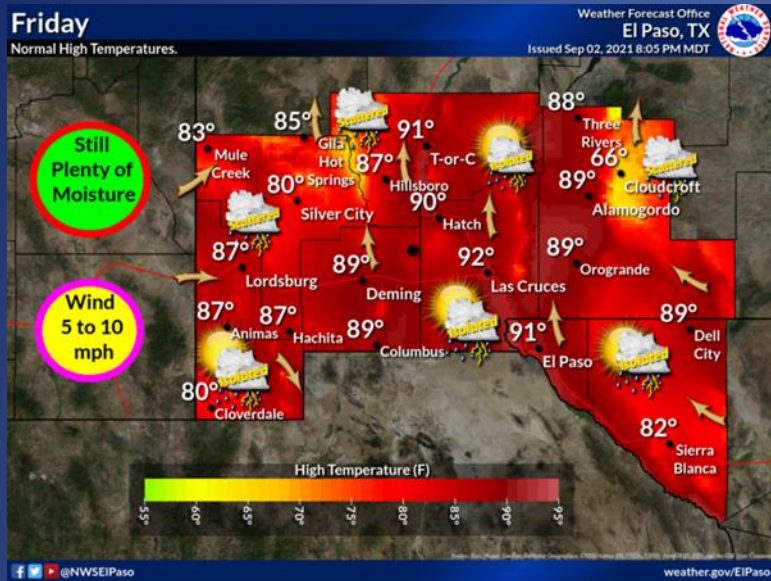 Friday
Normal High Temperatures.
Weather Forecast Office
El Paso, TX
Issued Sep 02, 2021 8:05 PM MDT
NATIONAL WEATHER SERVICE
Still
Plenty of
Moisture
Wind
5 to 10
mph
83°
Mule
Creek
85°
Gila
Hot
Springs
Scattered
91°
T-or-C
isolated
88°
Three
Rivers
66°
Cloudcroft
Scattered
80°
Silver City
87°
Hillsboro
90°
Hatch
89°
Alamogordo
Scattered
87°
Lordsburg
89°
Deming
92°
Las Cruces
89°
Orogrande
87°
Animas
87°
Hachita
89°
Columbus
isolated
91°
El Paso
isolated
89°
Dell
City
isolated
80°
Cloverdale
82°
Sierra
Blanca
High Temperature (F)
55°
60°
65°
70°
75°
80°
85°
90°
95°
@NWSElPaso
weather.gov/ElPaso